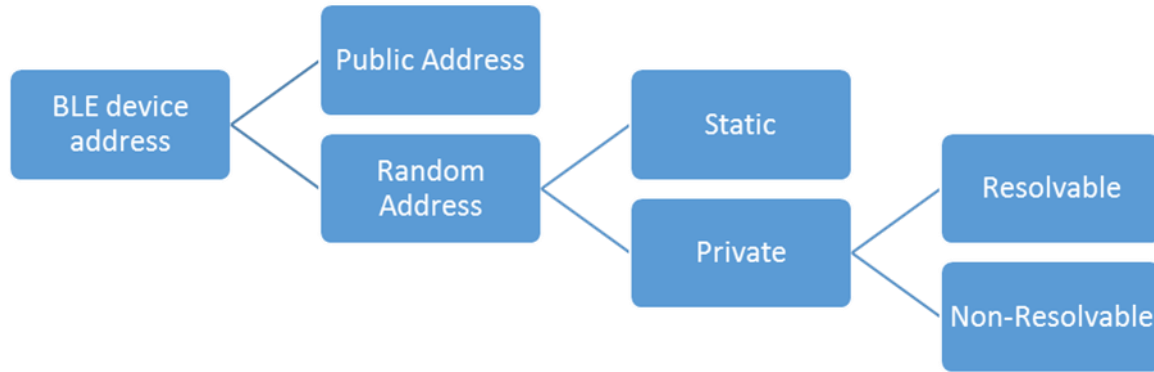 BLE device
address
Public Address
Random
Address
Static
Private
Resolvable
Non-Resolvable